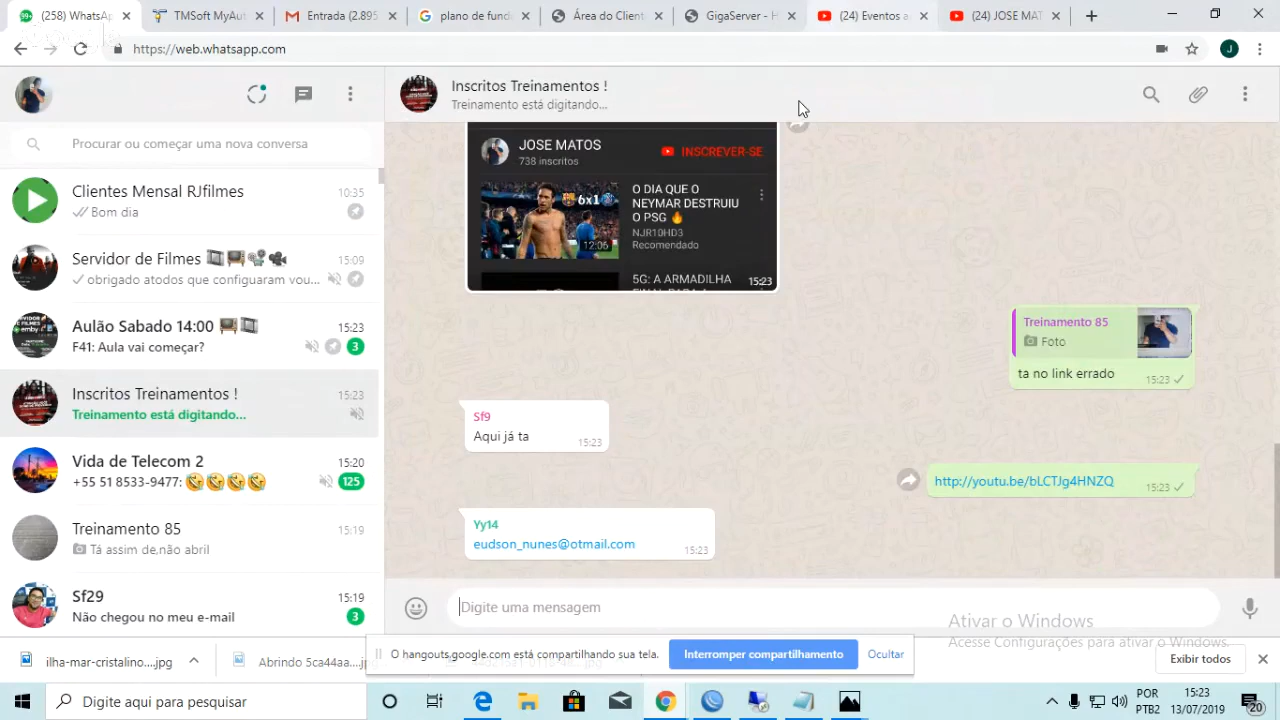 (258) WhatsA
TMSoft MyAut
Entrada (2.895
plano de fund
Área do Client
GigaServer - H
(24) Eventos a
(24) JOSE MAT
https://web.whatsapp.com
J
Inscritos Treinamentos !
Treinamento está digitando...
Procurar ou começar uma nova conversa
Clientes Mensal RJfilmes 10:35
Bom dia
Servidor de Filmes 15:09
obrigado atodos que configuraram vou...
Aulão Sabado 14:00 15:23
F41: Aula vai começar? 3
Inscritos Treinamentos ! 15:23
Treinamento está digitando...
Vida de Telecom 2 15:20
+55 51 8533-9477: 125
Treinamento 85 15:19
Tá assim de,não abril
Sf29 15:19
Não chegou no meu e-mail 3
JOSE MATOS
738 inscritos
INSCREVER-SE
O DIA QUE O
NEYMAR DESTRUIU
O PSG 🔥
NJR10HD3
Recomendado
6x1
12:06
5G: A ARMADILHA
15:23
Treinamento 85
Foto
ta no link errado 15:23
Sf9
Aqui já ta 15:23
http://youtu.be/bLCTJg4HNZQ 15:23
Yy14
eudson_nunes@otmail.com 15:23
Digite uma mensagem
Ativar o Windows
Acesse Configurações para ativar o Windows.
ilha-mar-cristalino....jpg
Abrindo 5ca44aa...
O hangouts.google.com está compartilhando sua tela.
Interromper compartilhamento
Ocultar
Exibir todos
Digite aqui para pesquisar
POR
PTB2
15:23
13/07/2019
20